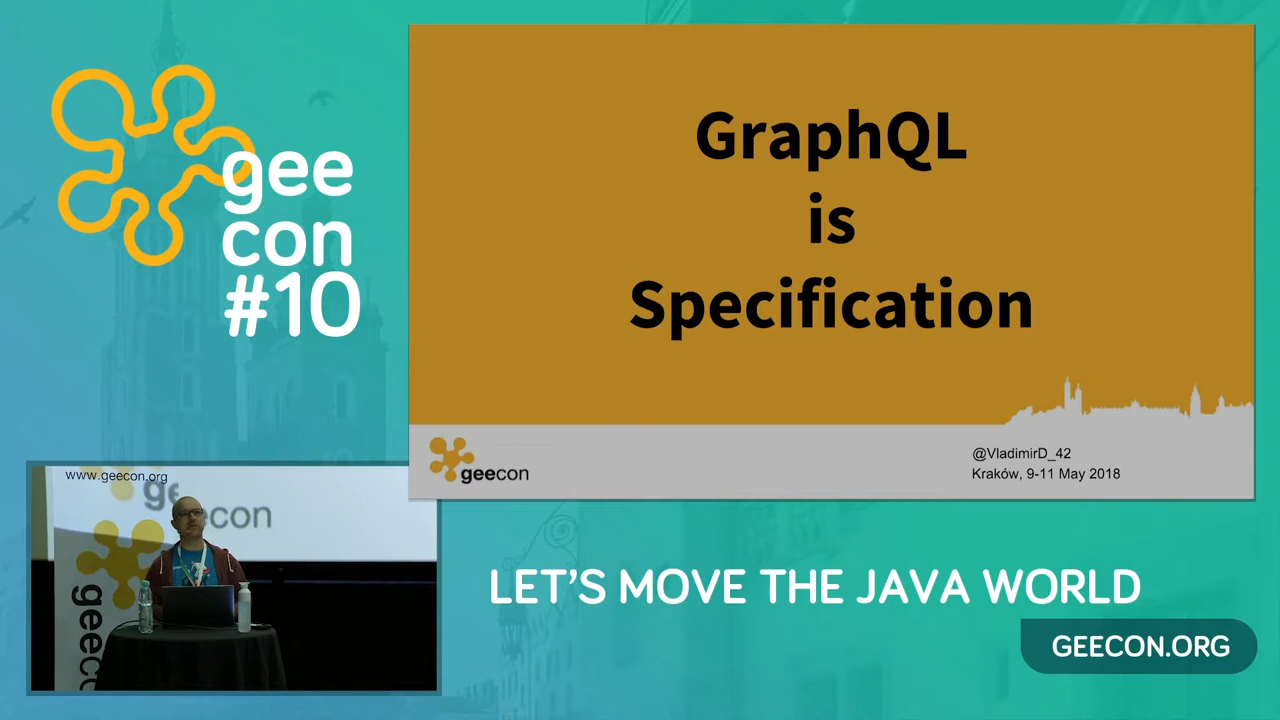 gee
con
#10
GraphQL
is
Specification
geecon
@VladimirD_42
Kraków, 9-11 May 2018
www.geecon.org
geecon
geecon
LET'S MOVE THE JAVA WORLD
GEECON.ORG